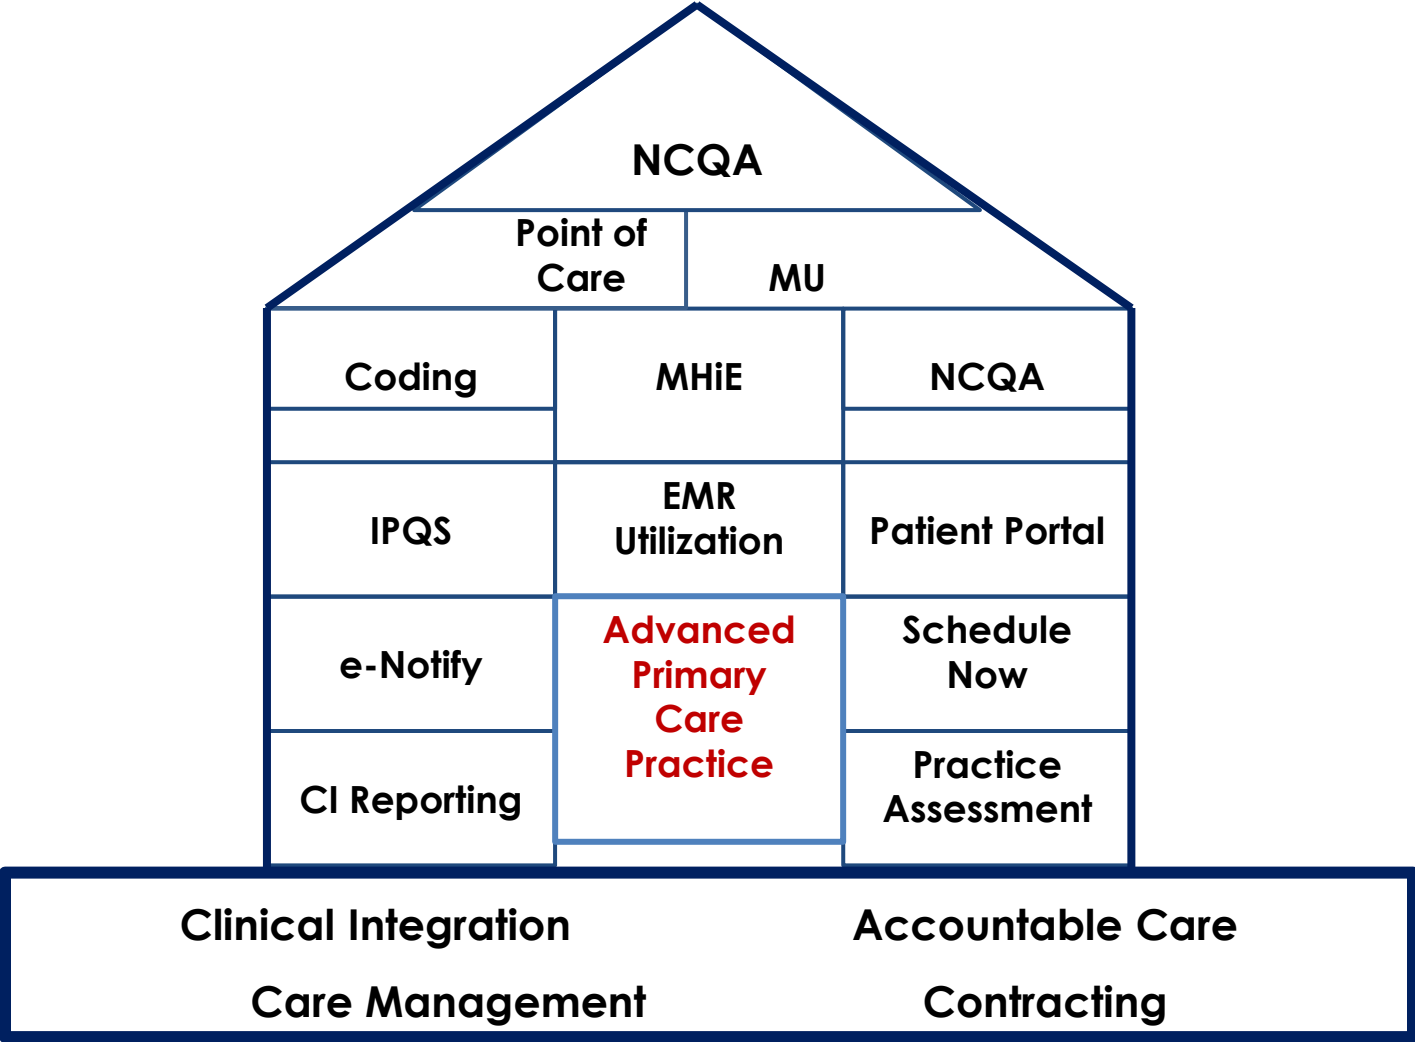 NCQA
Point of
Care
MU
Coding
MHiE
NCQA
IPQS
EMR
Utilization
Patient Portal
e-Notify
Advanced
Primary
Care
Practice
Schedule
Now
CI Reporting
Practice
Assessment
Clinical Integration
Accountable Care
Care Management
Contracting